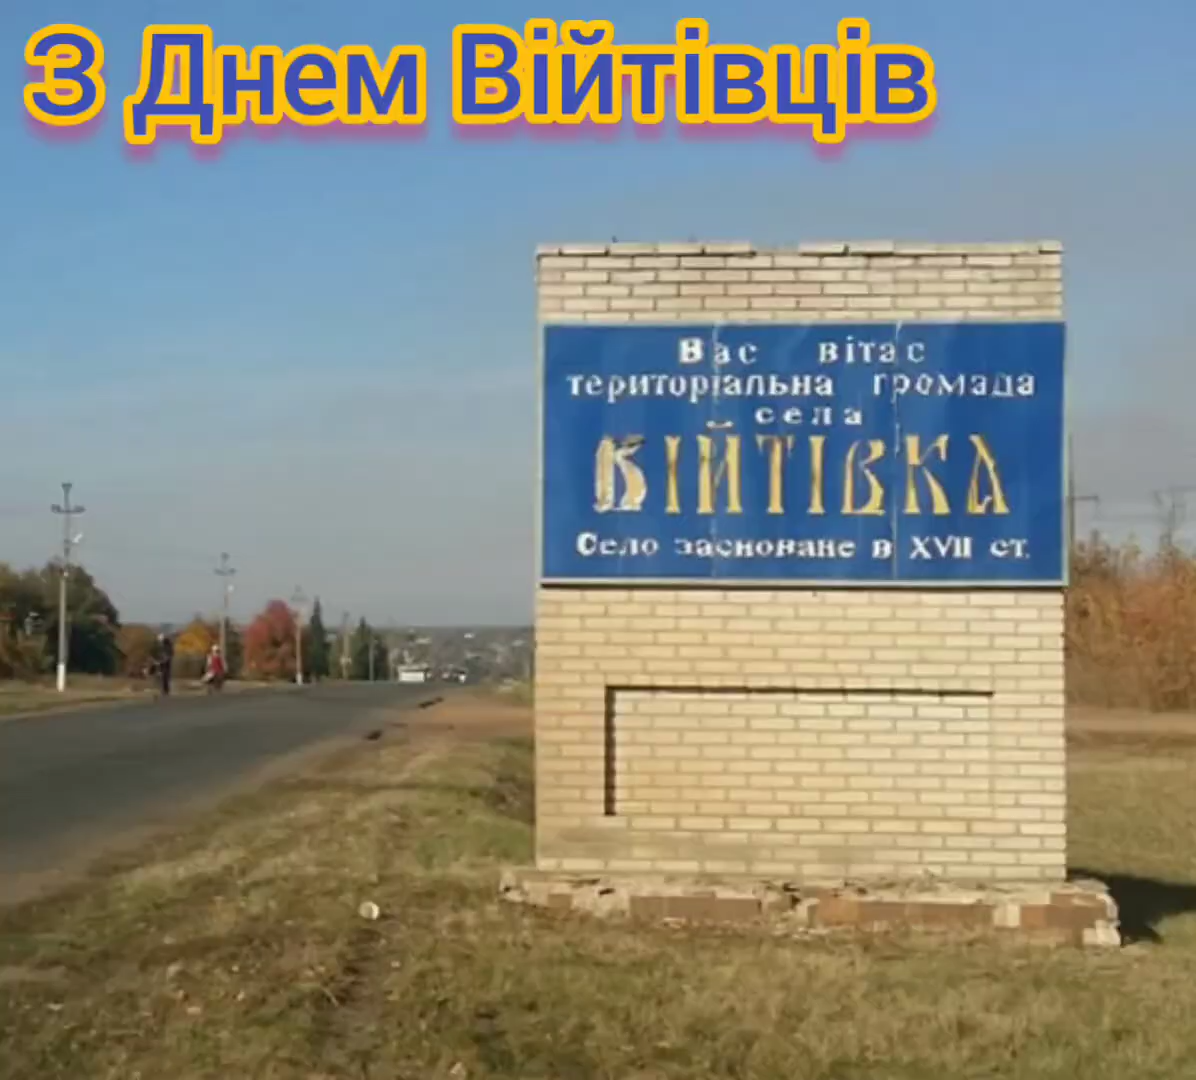 З Днем Війтівців
Вас вітає
територіальна громада
села
ВІЙТІВКА
Село засноване в XVII ст.